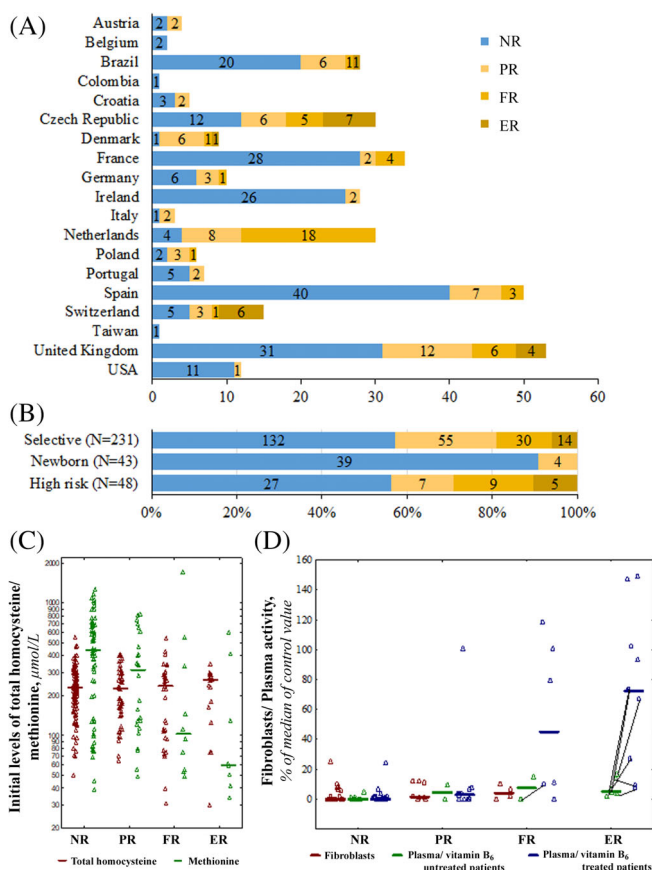 (A)
Austria 2 2
Belgium 2
Brazil 20 6 11
Colombia 1
Croatia 3 2
Czech Republic 12 6 5 7
Denmark 1 6 1 1
France 28 2 4
Germany 6 3 1
Ireland 26 2
Italy 1 2
Netherlands 4 8 18
Poland 2 3 1
Portugal 5 2
Spain 40 7 3
Switzerland 5 3 1 6
Taiwan 1
United Kingdom 31 12 6 4
USA 11 1
0 10 20 30 40 50 60
NR
PR
FR
ER
(B)
Selective (N=231) 132 55 30 14
Newborn (N=43) 39 4
High risk (N=48) 27 7 9 5
0% 20% 40% 60% 80% 100%
(C)
Initial levels of total homocysteine/
methionine, μmol/L
2000
1000
900
800
700
600
500
400
300
200
100
90
80
70
60
50
40
30
20
NR PR FR ER
Total homocysteine Methionine
(D)
Fibroblasts/ Plasma activity,
% of median of control value
160
140
120
100
80
60
40
20
0
NR PR FR ER
Fibroblasts
Plasma/ vitamin B6
untreated patients
Plasma/ vitamin B6
treated patients